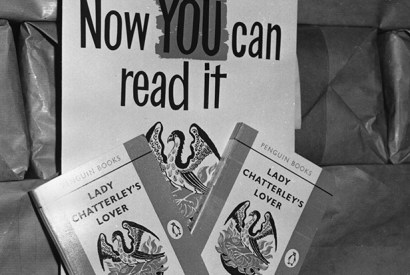 Now YOU can
read it
PENGUIN BOOKS
LADY
CHATTERLEY'S
LOVER
PENGUIN BOOKS
LADY
CHATTERLEY'S
LOVER